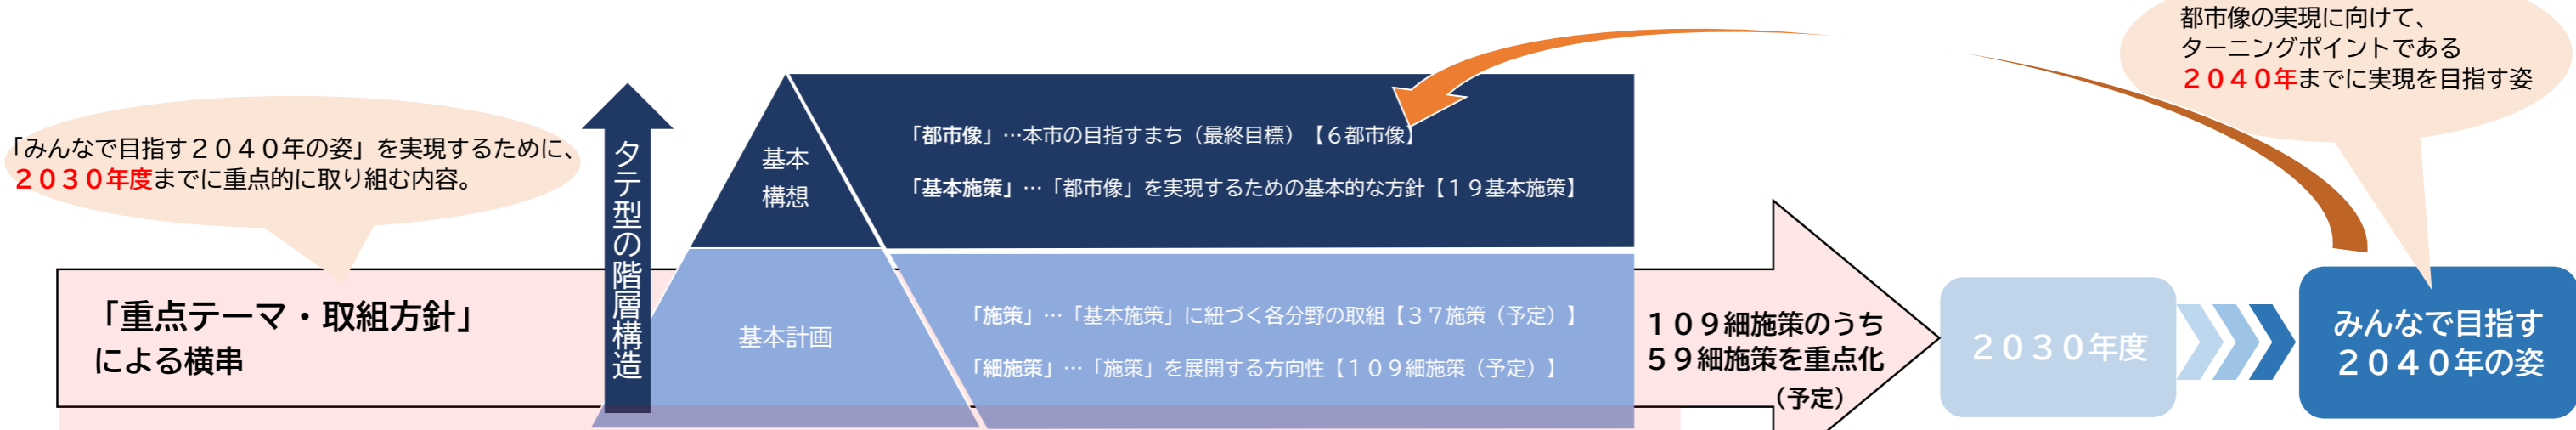 都市像の実現に向けて、
ターニングポイントである
２０４０年までに実現を目指す姿
「みんなで目指す２０４０年の姿」を実現するために、
２０３０年度までに重点的に取り組む内容。
タテ型の階層構造
基本
構想
「都市像」…本市の目指すまち（最終目標）【６都市像】
「基本施策」…「都市像」を実現するための基本的な方針【１９基本施策】
「重点テーマ・取組方針」
による横串
基本計画
「施策」…「基本施策」に紐づく各分野の取組【３７施策（予定）】
「細施策」…「施策」を展開する方向性【１０９細施策（予定）】
１０９細施策のうち
５９細施策を重点化
（予定）
２０３０年度
みんなで目指す
２０４０年の姿